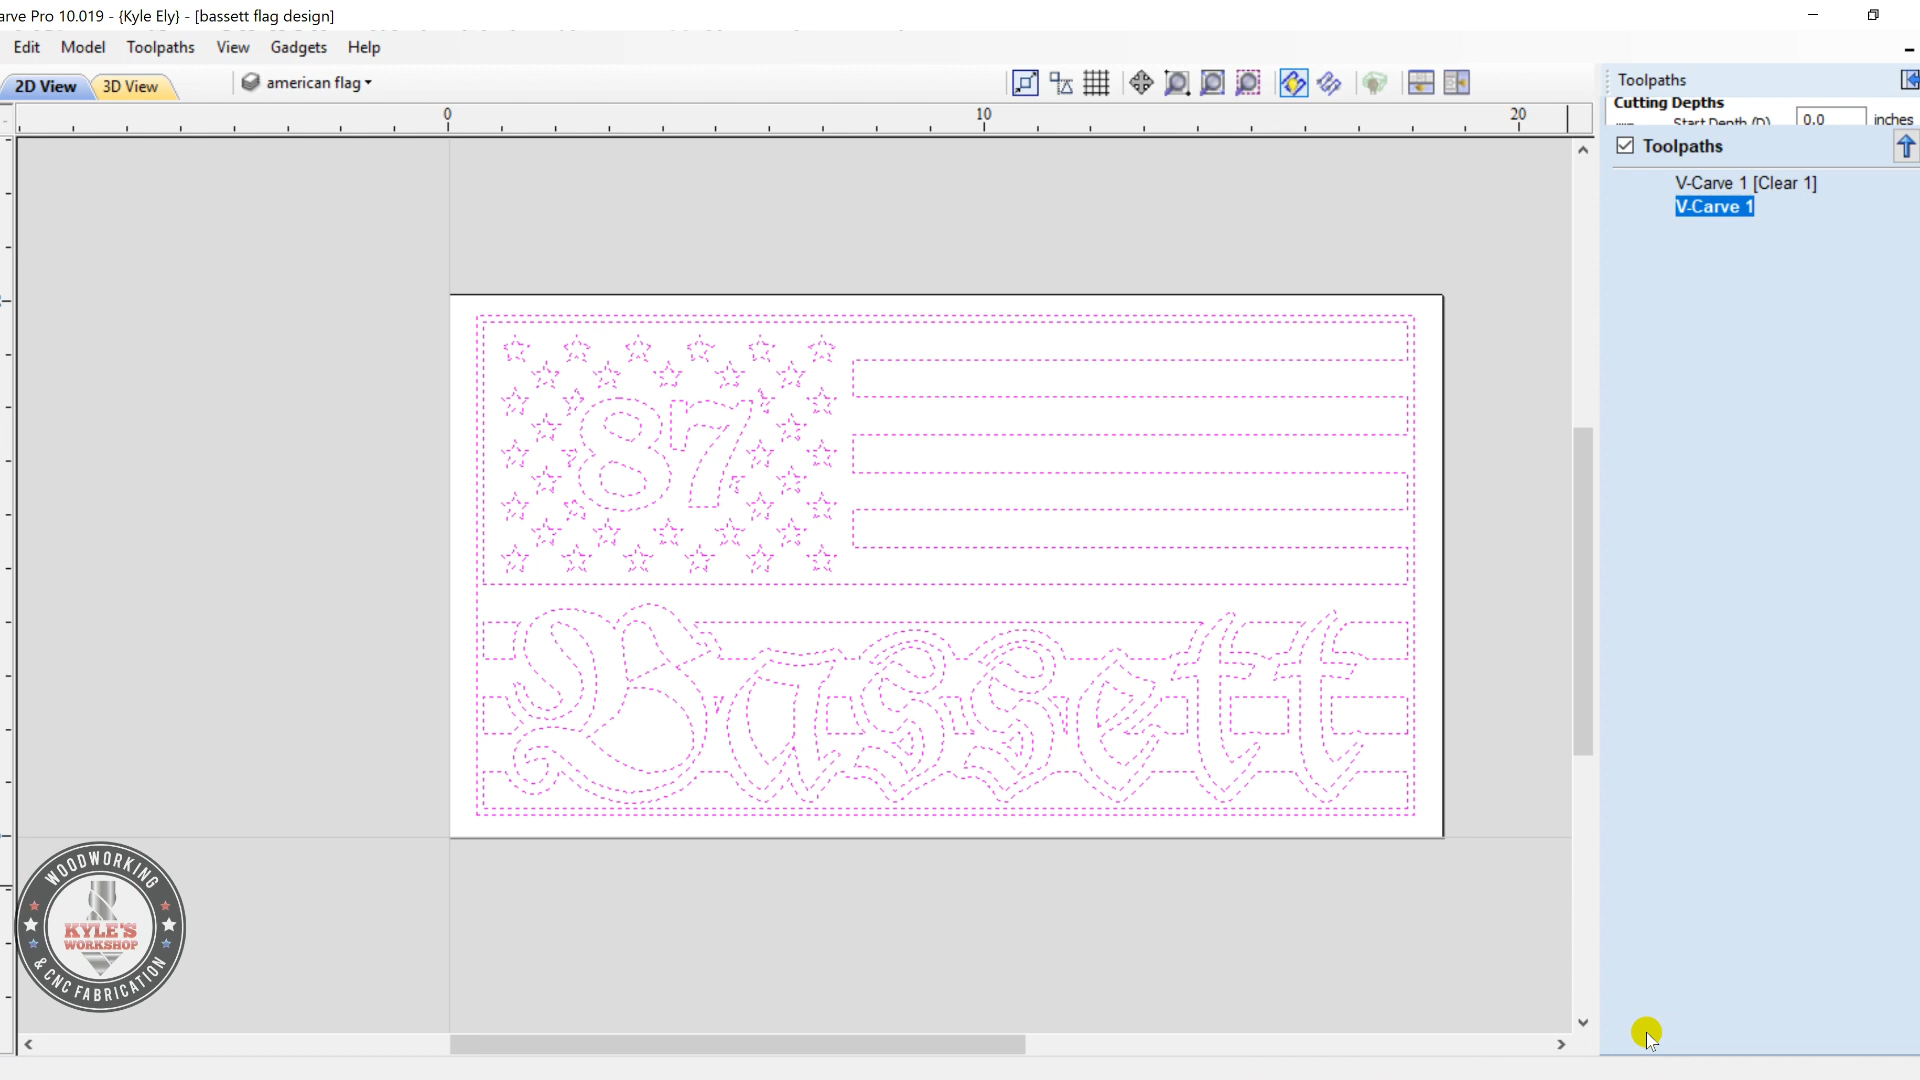 arve Pro 10.019 - {Kyle Ely} - [bassett flag design]
Edit Model Toolpaths View Gadgets Help
2D View 3D View american flag
Toolpaths
Cutting Depths
Start Depth (D) 0.0 inches
0 10 20
Toolpaths
V-Carve 1 [Clear 1]
V-Carve 1
87
Bassett
WOODWORKING
KYLE'S
WORKSHOP
& CNC FABRICATION